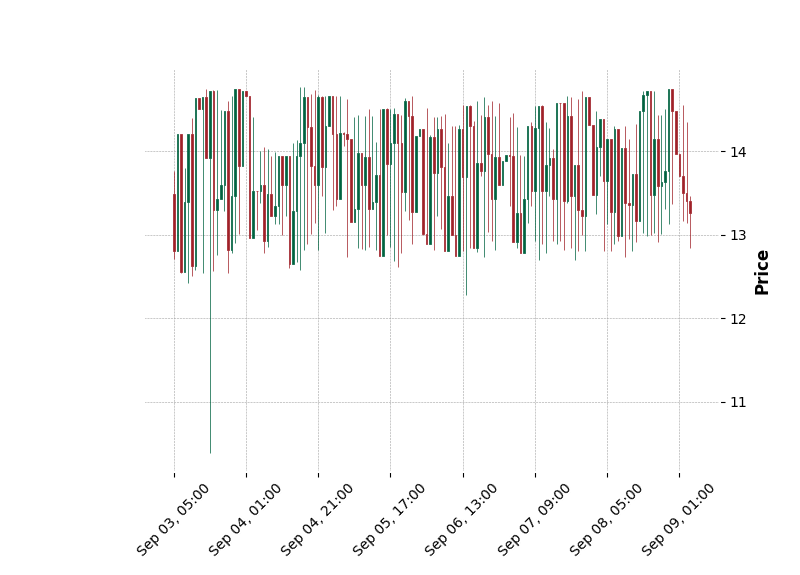 14
13
12
11
Price
Sep 03, 05:00
Sep 04, 01:00
Sep 04, 21:00
Sep 05, 17:00
Sep 06, 13:00
Sep 07, 09:00
Sep 08, 05:00
Sep 09, 01:00